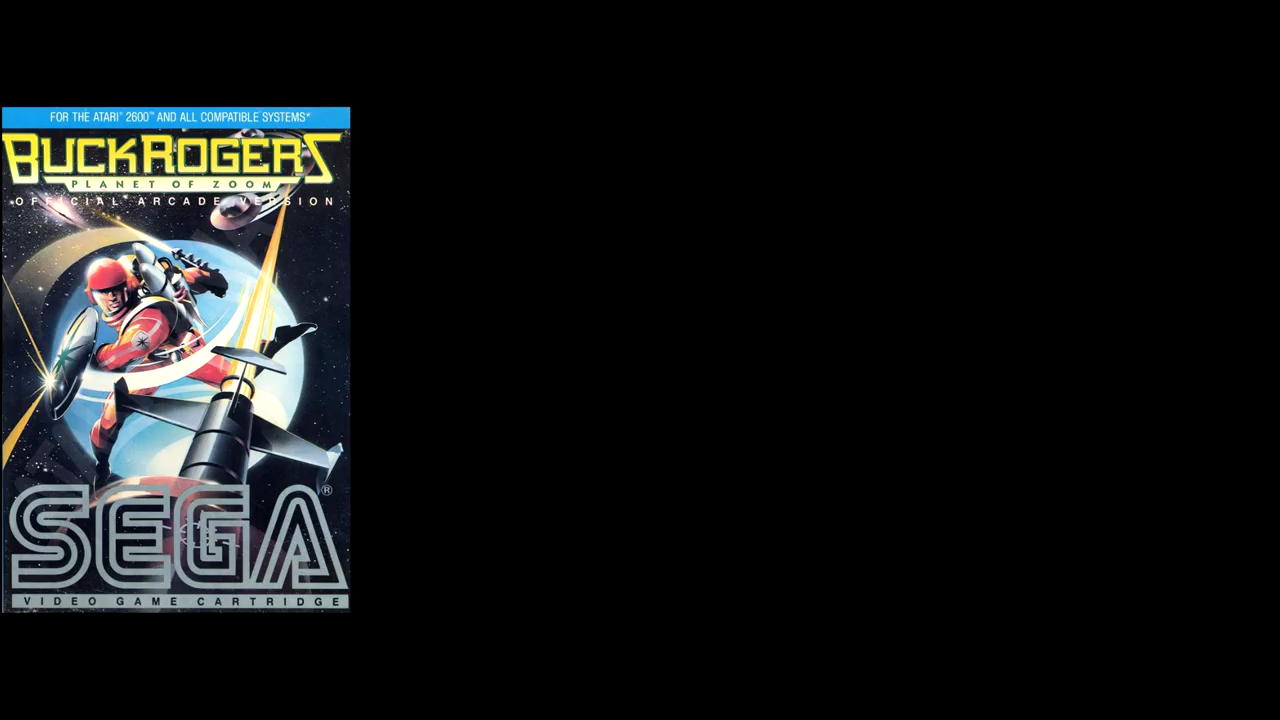 FOR THE ATARI® 2600™ AND ALL COMPATIBLE SYSTEMS*
BUCK ROGERS
PLANET OF ZOOM
OFFICIAL ARCADE VERSION
SEGA®
VIDEO GAME CARTRIDGE